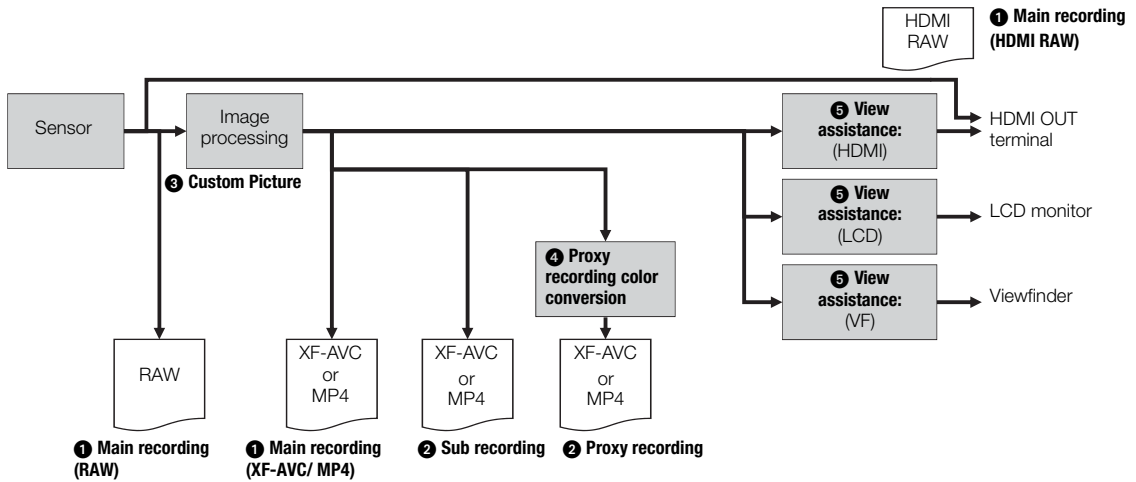 HDMI
RAW
❶ Main recording
(HDMI RAW)
Sensor
Image
processing
❸ Custom Picture
❺ View
assistance:
(HDMI)
HDMI OUT
terminal
❺ View
assistance:
(LCD)
LCD monitor
❹ Proxy
recording color
conversion
❺ View
assistance:
(VF)
Viewfinder
RAW
XF-AVC
or
MP4
XF-AVC
or
MP4
XF-AVC
or
MP4
❶ Main recording
(RAW)
❶ Main recording
(XF-AVC/ MP4)
❷ Sub recording
❷ Proxy recording